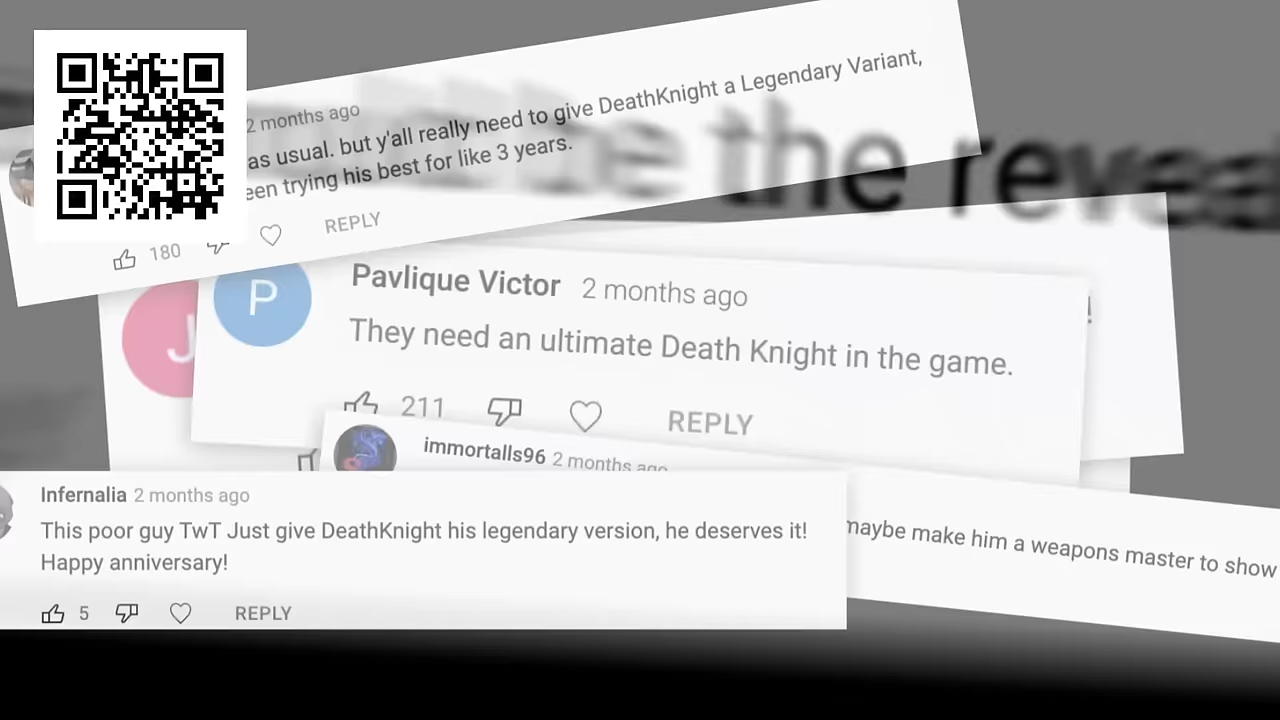 2 months ago
as usual. but y'all really need to give DeathKnight a Legendary Variant,
een trying his best for like 3 years.
180
REPLY
the revea
J
P
Pavlique Victor 2 months ago
They need an ultimate Death Knight in the game.
211
REPLY
immortalls96 2 months ago
Infernalia 2 months ago
This poor guy TwT Just give DeathKnight his legendary version, he deserves it!
Happy anniversary!
5
REPLY
maybe make him a weapons master to show